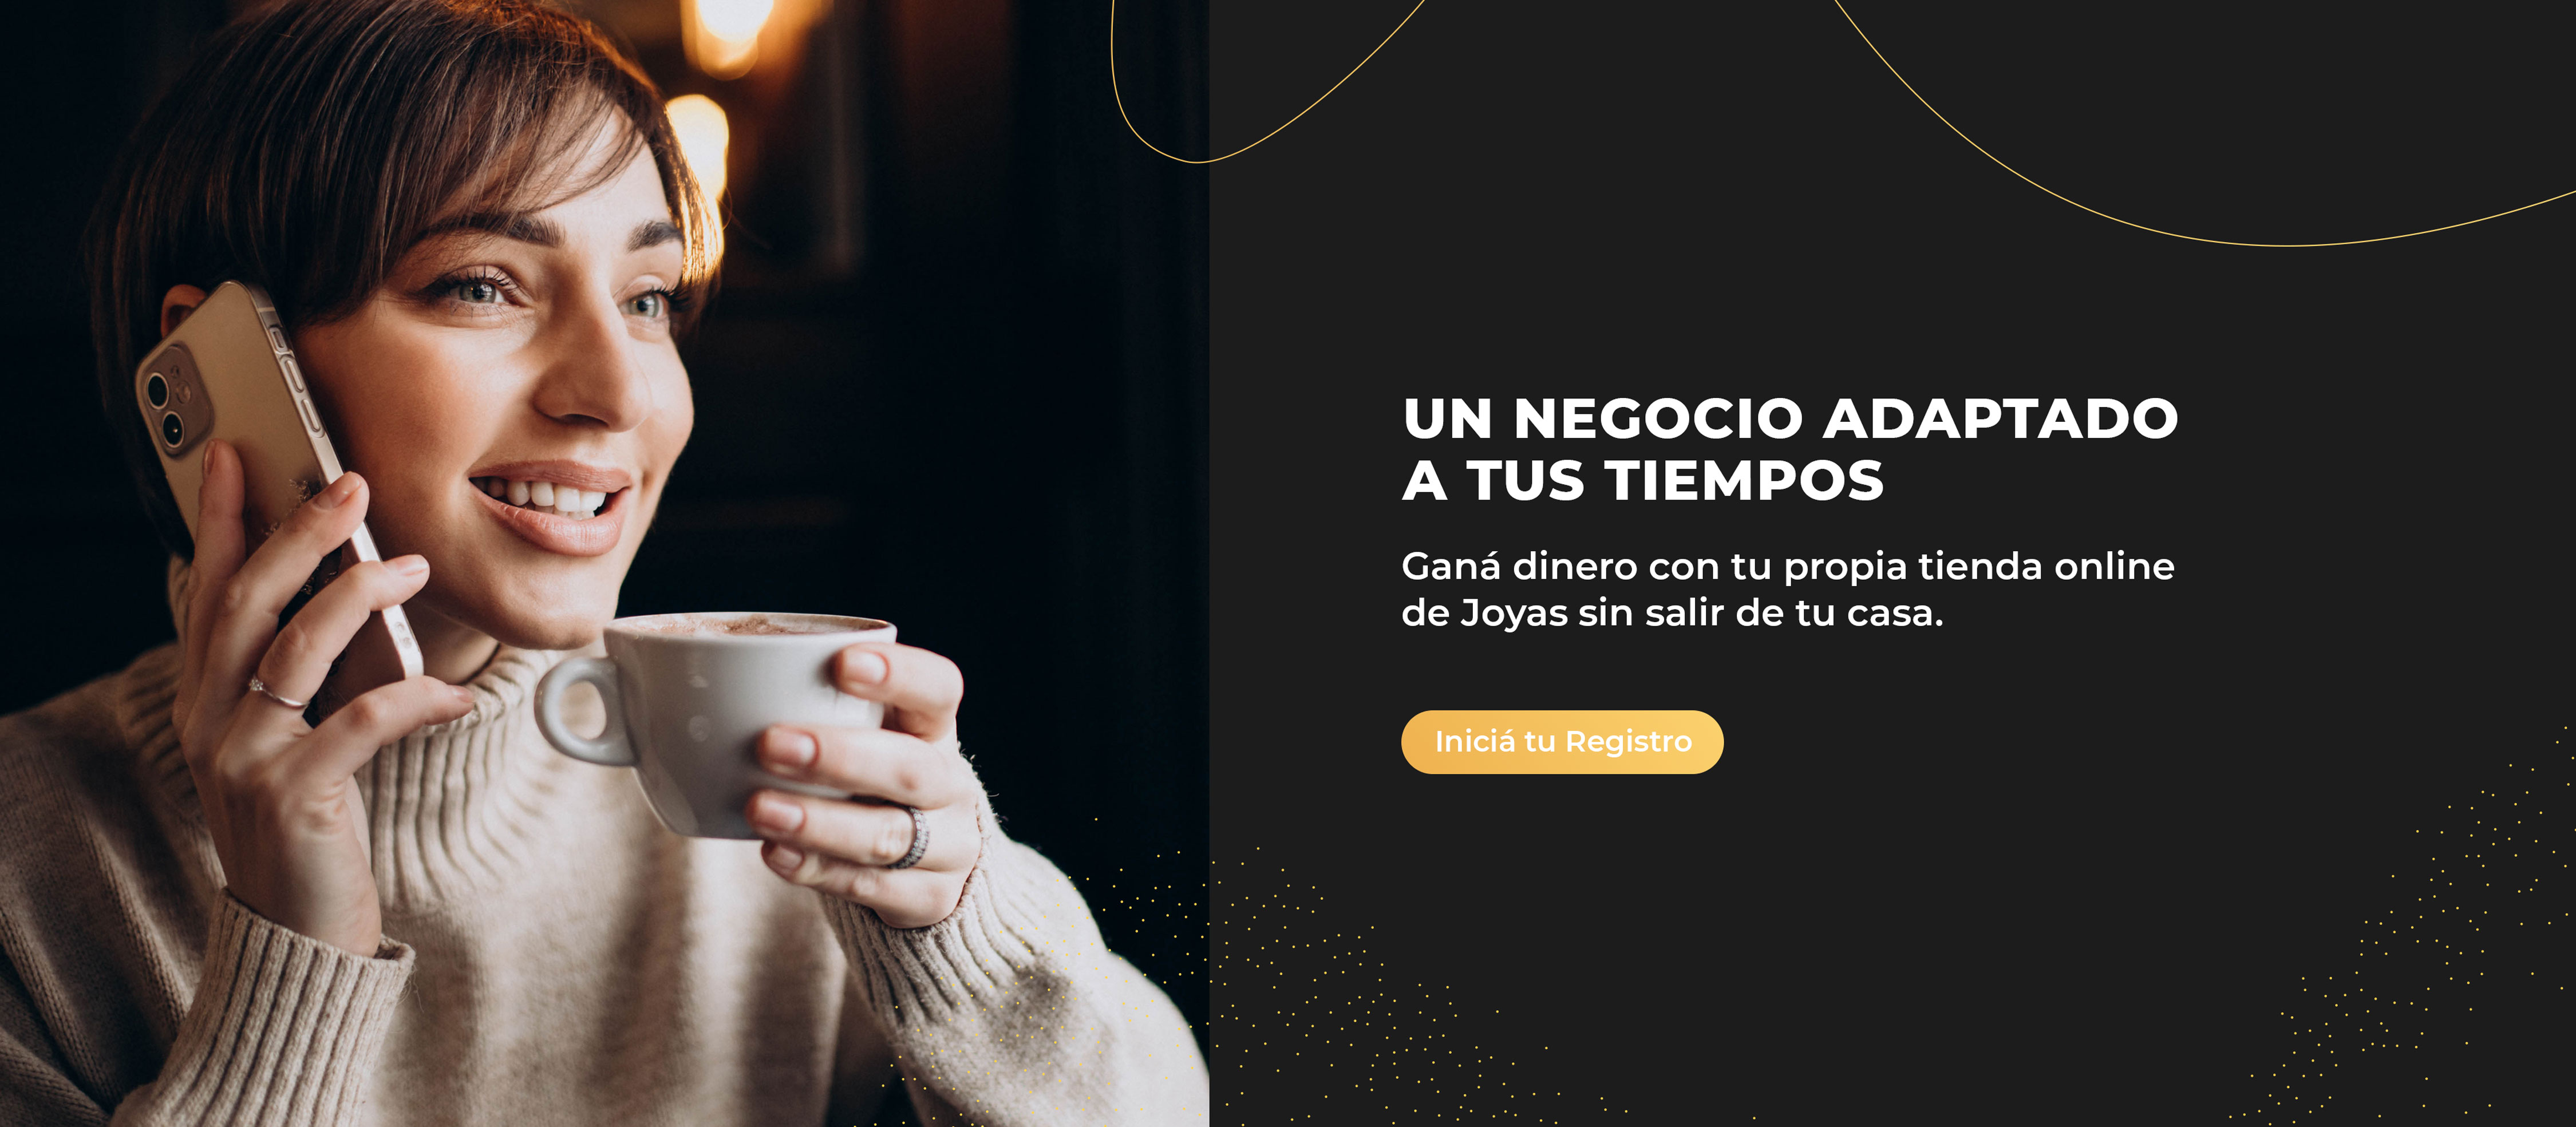 UN NEGOCIO ADAPTADO
A TUS TIEMPOS
Ganá dinero con tu propia tienda online
de Joyas sin salir de tu casa.
Iniciá tu Registro